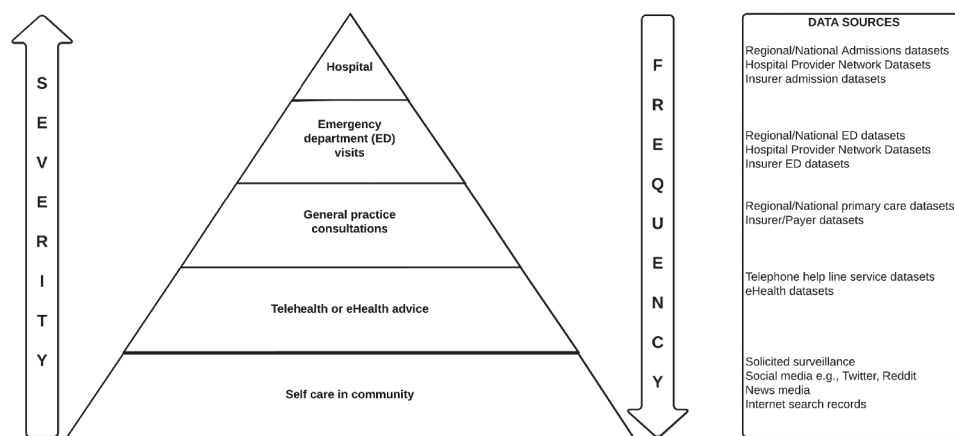 SEVERITY
Hospital
Emergency
department (ED)
visits
General practice
consultations
Telehealth or eHealth advice
Self care in community
FREQUENCY
DATA SOURCES
Regional/National Admissions datasets
Hospital Provider Network Datasets
Insurer admission datasets
Regional/National ED datasets
Hospital Provider Network Datasets
Insurer ED datasets
Regional/National primary care datasets
Insurer/Payer datasets
Telephone help line service datasets
eHealth datasets
Solicited surveillance
Social media e.g., Twitter, Reddit
News media
Internet search records